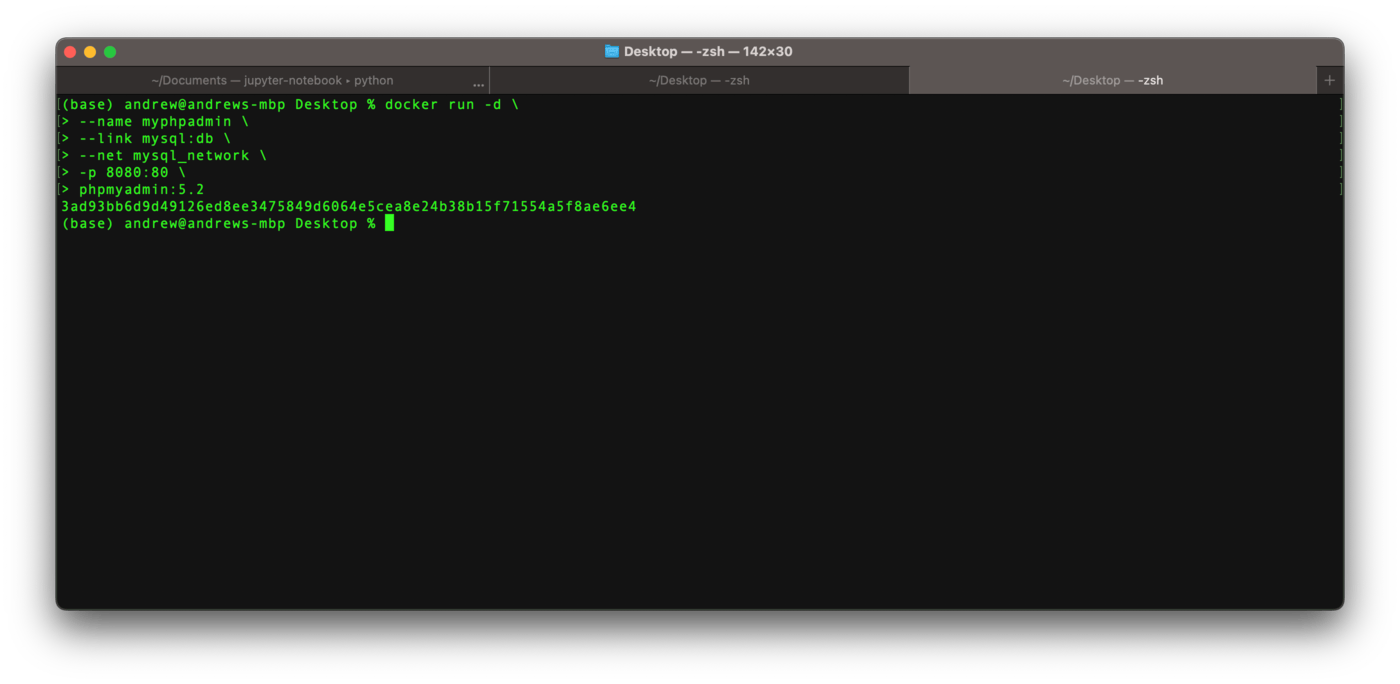 Desktop — -zsh — 142×30
~/Documents — jupyter-notebook ▸ python ...
~/Desktop — -zsh
~/Desktop — -zsh +
[(base) andrew@andrews-mbp Desktop % docker run -d \ ]
[> --name myphpadmin \ ]
[> --link mysql:db \ ]
[> --net mysql_network \ ]
[> -p 8080:80 \ ]
[> phpmyadmin:5.2 ]
3ad93bb6d9d49126ed8ee3475849d6064e5cea8e24b38b15f71554a5f8ae6ee4
(base) andrew@andrews-mbp Desktop %